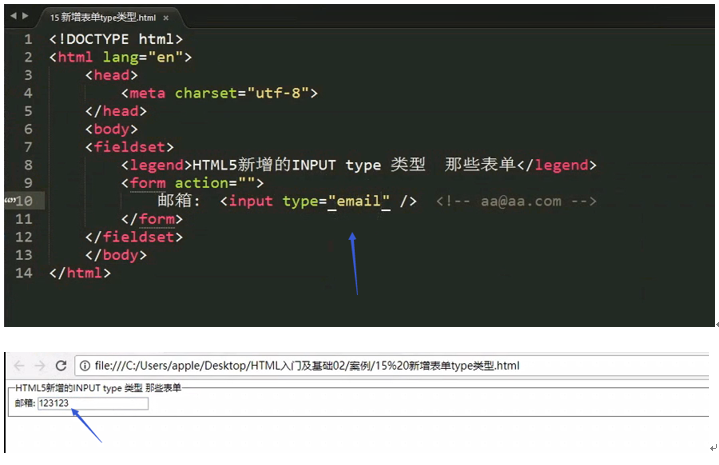 15 新增表单type类型.html ×
1 <!DOCTYPE html>
2 <html lang="en">
3 <head>
4 <meta charset="utf-8">
5 </head>
6 <body>
7 <fieldset>
8 <legend>HTML5新增的INPUT type 类型 那些表单</legend>
9 <form action="">
10 邮箱: <input type="email" /> <!-- aa@aa.com -->
11 </form>
12 </fieldset>
13 </body>
14 </html>
file:///C:/Users/apple/Desktop/HTML入门及基础02/案例/15%20新增表单type类型.html
HTML5新增的INPUT type 类型 那些表单
邮箱: 123123